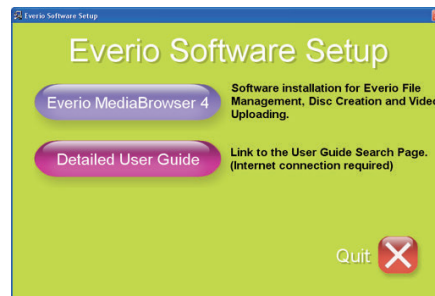 Everio Software Setup
Everio Software Setup
Everio MediaBrowser 4
Software installation for Everio File
Management, Disc Creation and Video
Uploading.
Detailed User Guide
Link to the User Guide Search Page.
(Internet connection required)
Quit